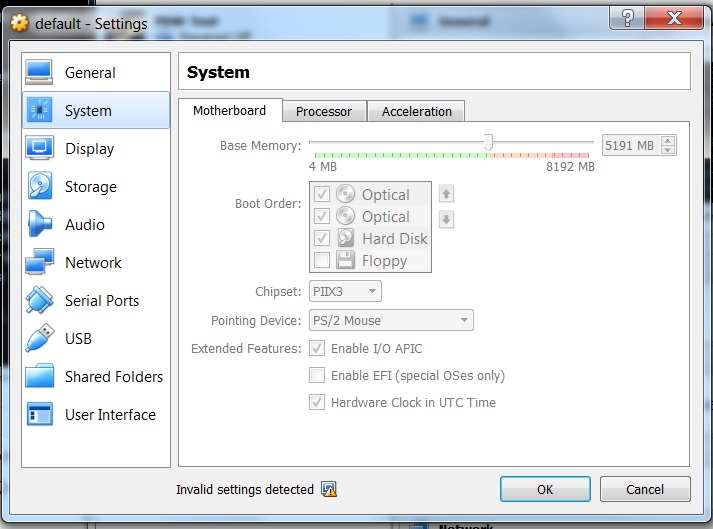 default - Settings
General
System
Display
Storage
Audio
Network
Serial Ports
USB
Shared Folders
User Interface
System
Motherboard
Processor
Acceleration
Base Memory:
5191 MB
4 MB
8192 MB
Boot Order:
Optical
Optical
Hard Disk
Floppy
Chipset:
PIIX3
Pointing Device:
PS/2 Mouse
Extended Features:
Enable I/O APIC
Enable EFI (special OSes only)
Hardware Clock in UTC Time
Invalid settings detected
OK
Cancel
Network